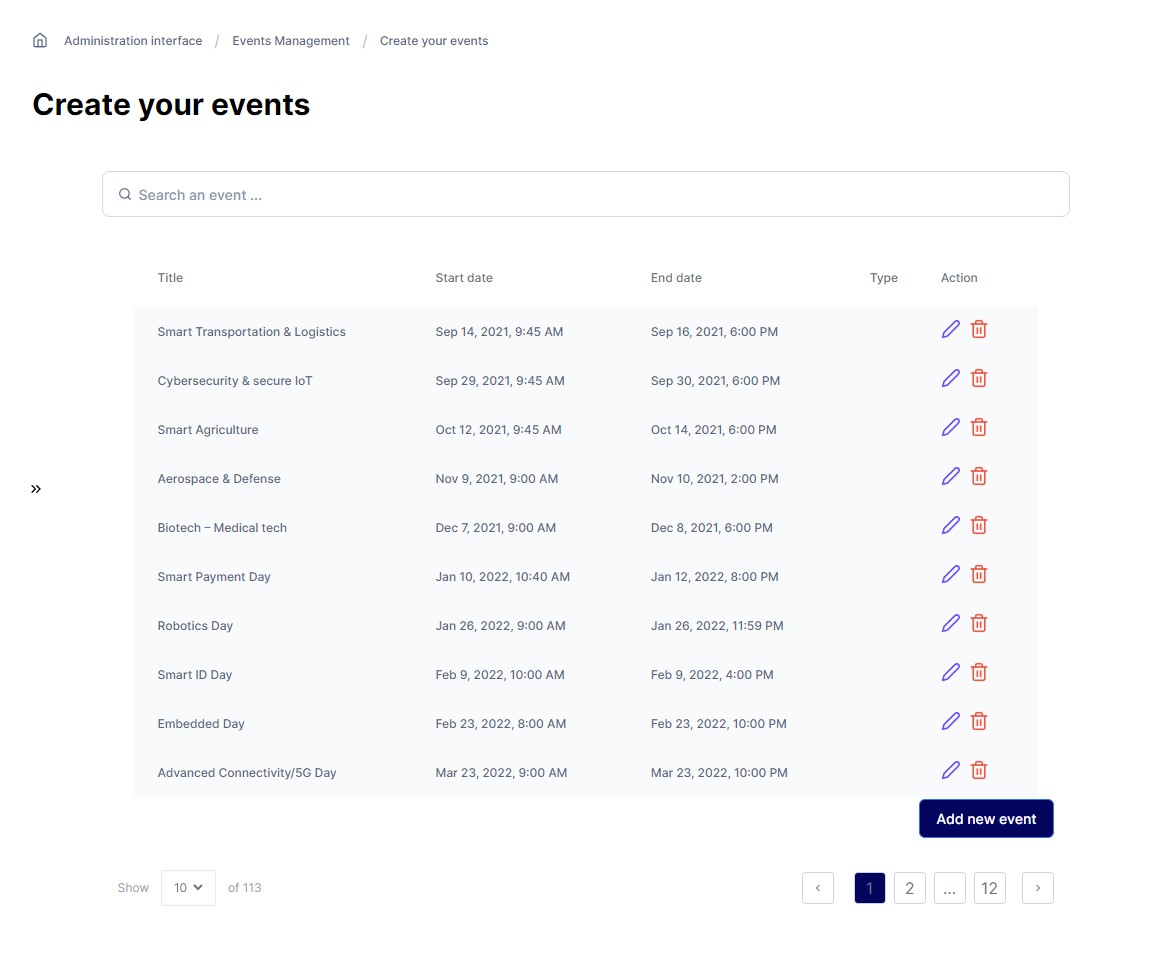 Administration interface / Events Management / Create your events
Create your events
Search an event ...
Title Start date End date Type Action
Smart Transportation & Logistics Sep 14, 2021, 9:45 AM Sep 16, 2021, 6:00 PM
Cybersecurity & secure IoT Sep 29, 2021, 9:45 AM Sep 30, 2021, 6:00 PM
Smart Agriculture Oct 12, 2021, 9:45 AM Oct 14, 2021, 6:00 PM
Aerospace & Defense Nov 9, 2021, 9:00 AM Nov 10, 2021, 2:00 PM
Biotech – Medical tech Dec 7, 2021, 9:00 AM Dec 8, 2021, 6:00 PM
Smart Payment Day Jan 10, 2022, 10:40 AM Jan 12, 2022, 8:00 PM
Robotics Day Jan 26, 2022, 9:00 AM Jan 26, 2022, 11:59 PM
Smart ID Day Feb 9, 2022, 10:00 AM Feb 9, 2022, 4:00 PM
Embedded Day Feb 23, 2022, 8:00 AM Feb 23, 2022, 10:00 PM
Advanced Connectivity/5G Day Mar 23, 2022, 9:00 AM Mar 23, 2022, 10:00 PM
Add new event
Show 10 of 113 1 2 ... 12